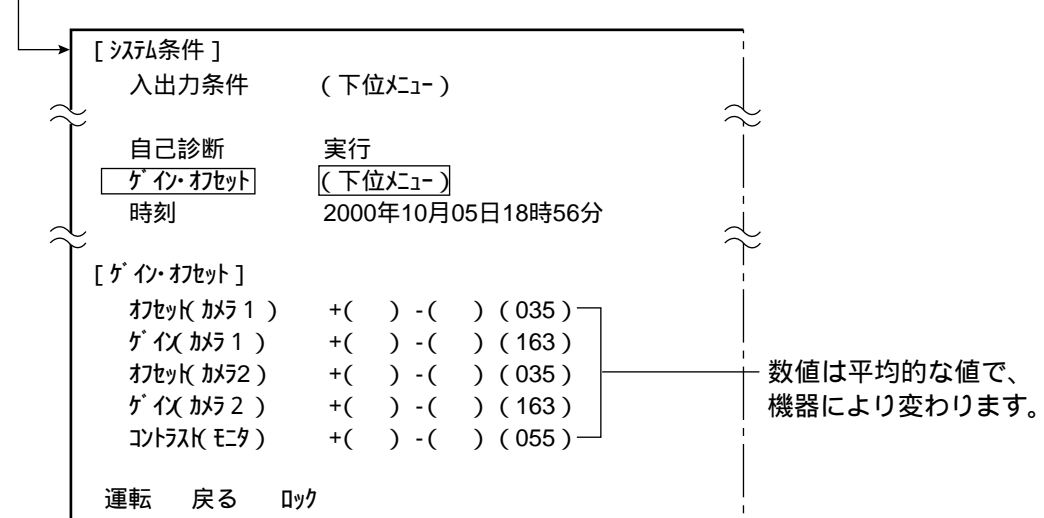 [ ｼｽﾃﾑ条件 ]
入出力条件 ( 下位ﾒﾆｭｰ )
自己診断 実行
ｹﾞｲﾝ･ｵﾌｾｯﾄ ( 下位ﾒﾆｭｰ )
時刻 2000年10月05日18時56分
[ ｹﾞｲﾝ･ｵﾌｾｯﾄ ]
ｵﾌｾｯﾄ( ｶﾒﾗ 1 ) +( ) -( ) ( 035 )
ｹﾞｲﾝ( ｶﾒﾗ 1 ) +( ) -( ) ( 163 )
ｵﾌｾｯﾄ( ｶﾒﾗ2 ) +( ) -( ) ( 035 )
ｹﾞｲﾝ( ｶﾒﾗ 2 ) +( ) -( ) ( 163 )
ｺﾝﾄﾗｽﾄ( ﾓﾆﾀ ) +( ) -( ) ( 055 )
数値は平均的な値で、
機器により変わります。
運転 戻る ﾛｯｸ